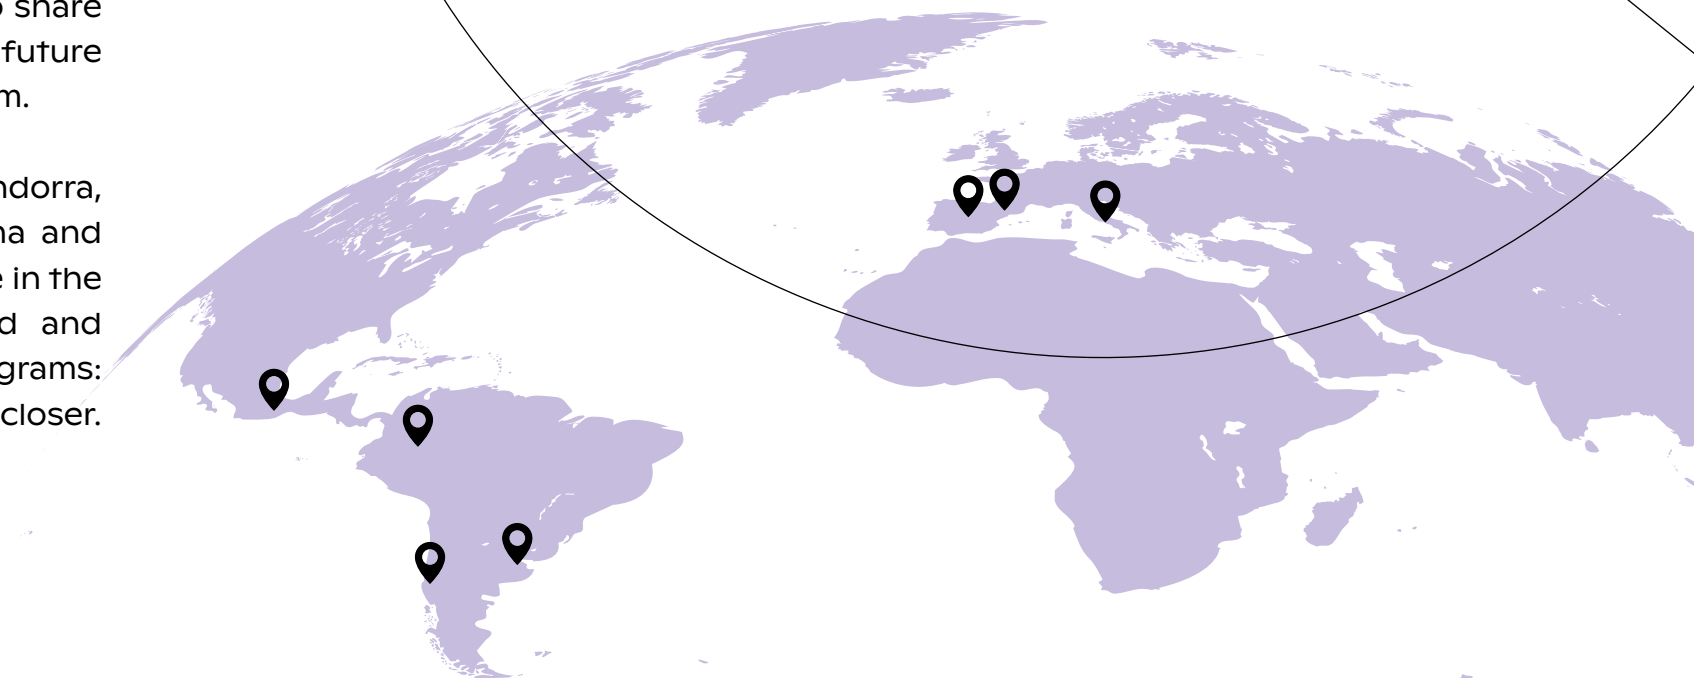 share
future
m.
ndorra,
na and
e in the
d and
grams:
closer.